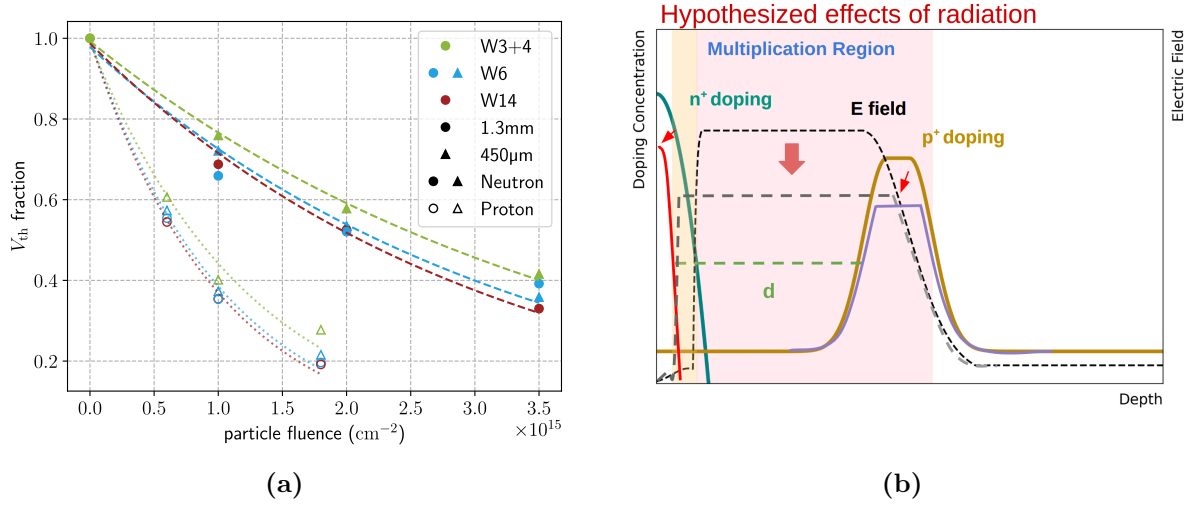 1.0
0.8
0.6
0.4
0.2
V_th fraction
0.0 0.5 1.0 1.5 2.0 2.5 3.0 3.5
×10^15
particle fluence (cm^−2)
W3+4
W6
W14
1.3mm
450μm
Neutron
Proton
(a)
Hypothesized effects of radiation
Doping Concentration
Electric Field
Multiplication Region
n^+ doping
E field
p^+ doping
d
Depth
(b)